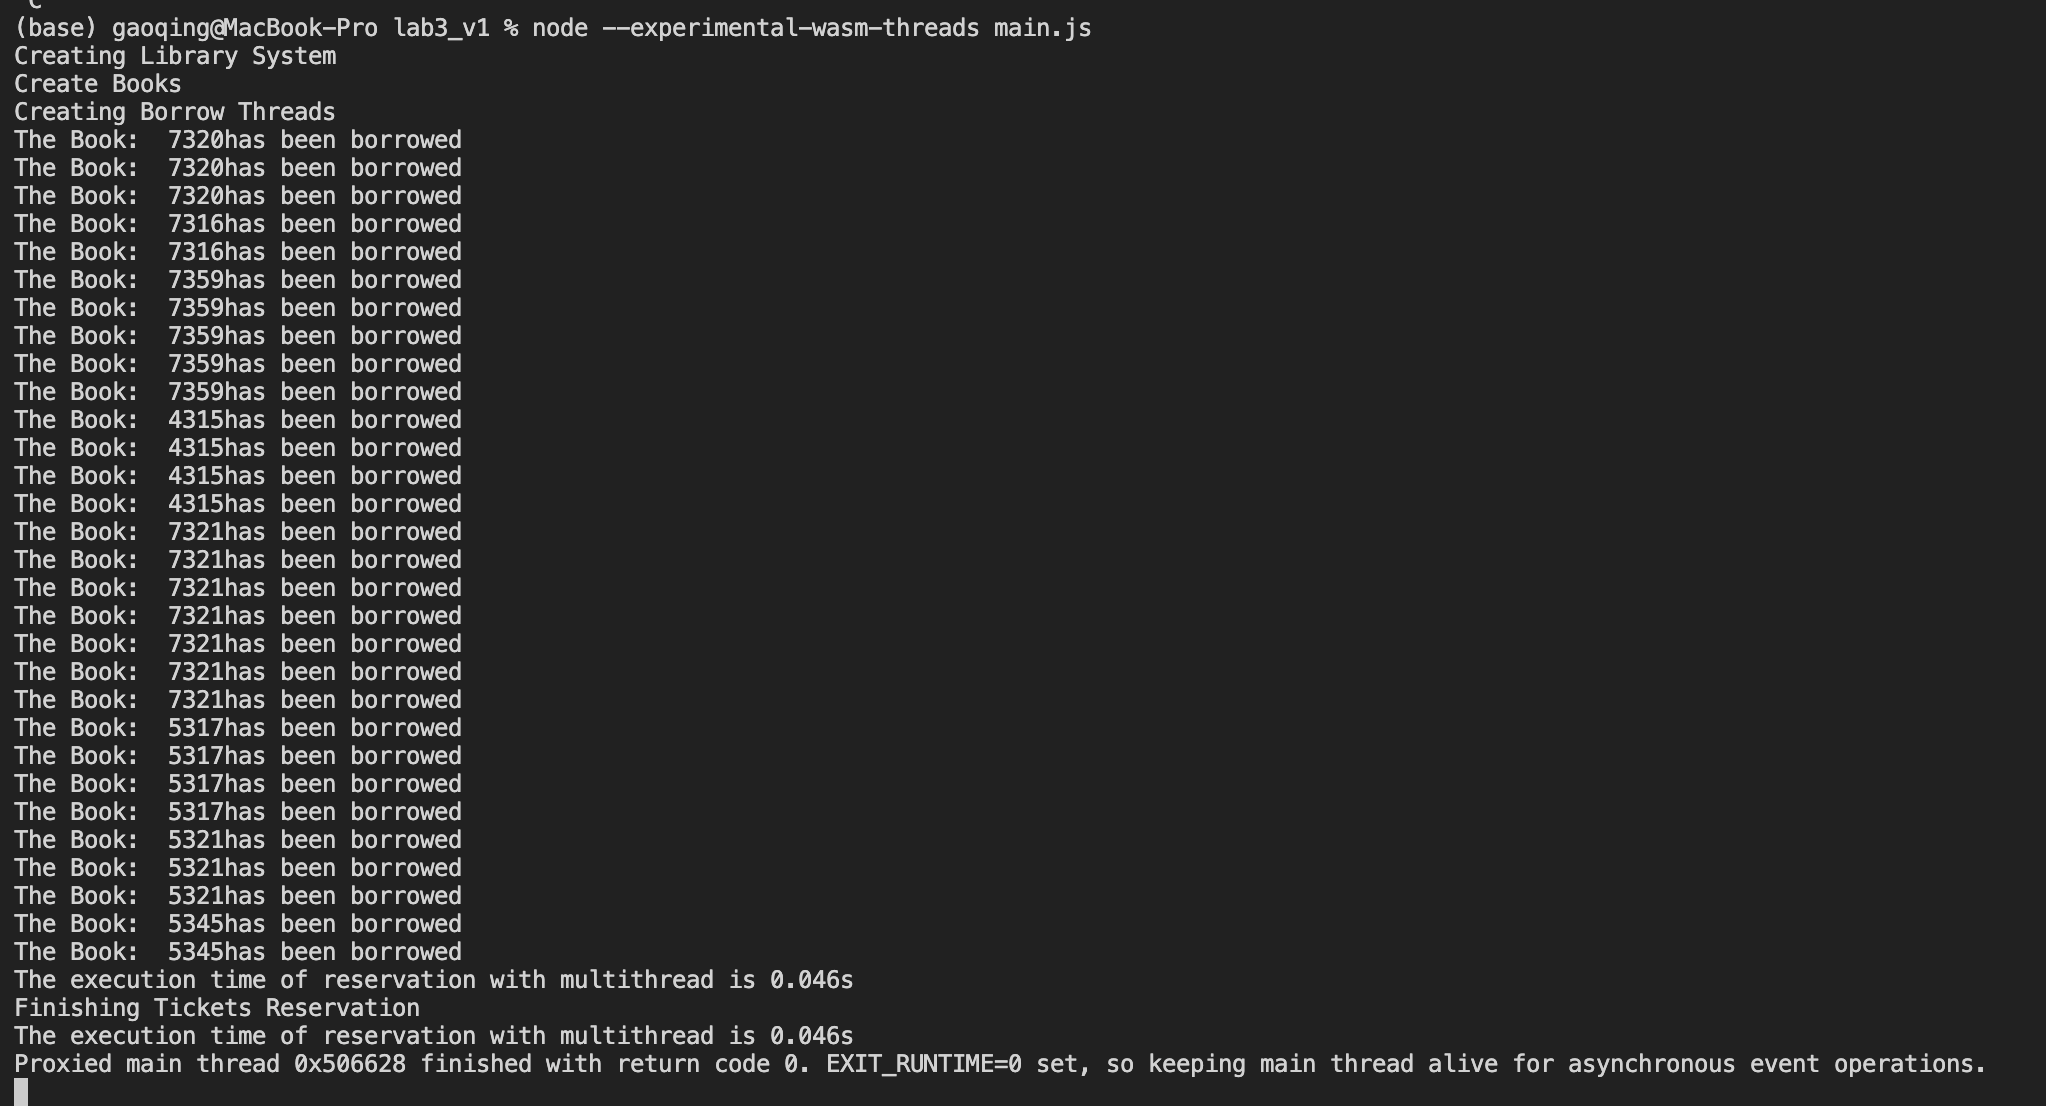 ^C
(base) gaoqing@MacBook-Pro lab3_v1 % node --experimental-wasm-threads main.js
Creating Library System
Create Books
Creating Borrow Threads
The Book:  7320has been borrowed
The Book:  7320has been borrowed
The Book:  7320has been borrowed
The Book:  7316has been borrowed
The Book:  7316has been borrowed
The Book:  7359has been borrowed
The Book:  7359has been borrowed
The Book:  7359has been borrowed
The Book:  7359has been borrowed
The Book:  7359has been borrowed
The Book:  4315has been borrowed
The Book:  4315has been borrowed
The Book:  4315has been borrowed
The Book:  4315has been borrowed
The Book:  7321has been borrowed
The Book:  7321has been borrowed
The Book:  7321has been borrowed
The Book:  7321has been borrowed
The Book:  7321has been borrowed
The Book:  7321has been borrowed
The Book:  7321has been borrowed
The Book:  5317has been borrowed
The Book:  5317has been borrowed
The Book:  5317has been borrowed
The Book:  5317has been borrowed
The Book:  5321has been borrowed
The Book:  5321has been borrowed
The Book:  5321has been borrowed
The Book:  5345has been borrowed
The Book:  5345has been borrowed
The execution time of reservation with multithread is 0.046s
Finishing Tickets Reservation
The execution time of reservation with multithread is 0.046s
Proxied main thread 0x506628 finished with return code 0. EXIT_RUNTIME=0 set, so keeping main thread alive for asynchronous event operations.